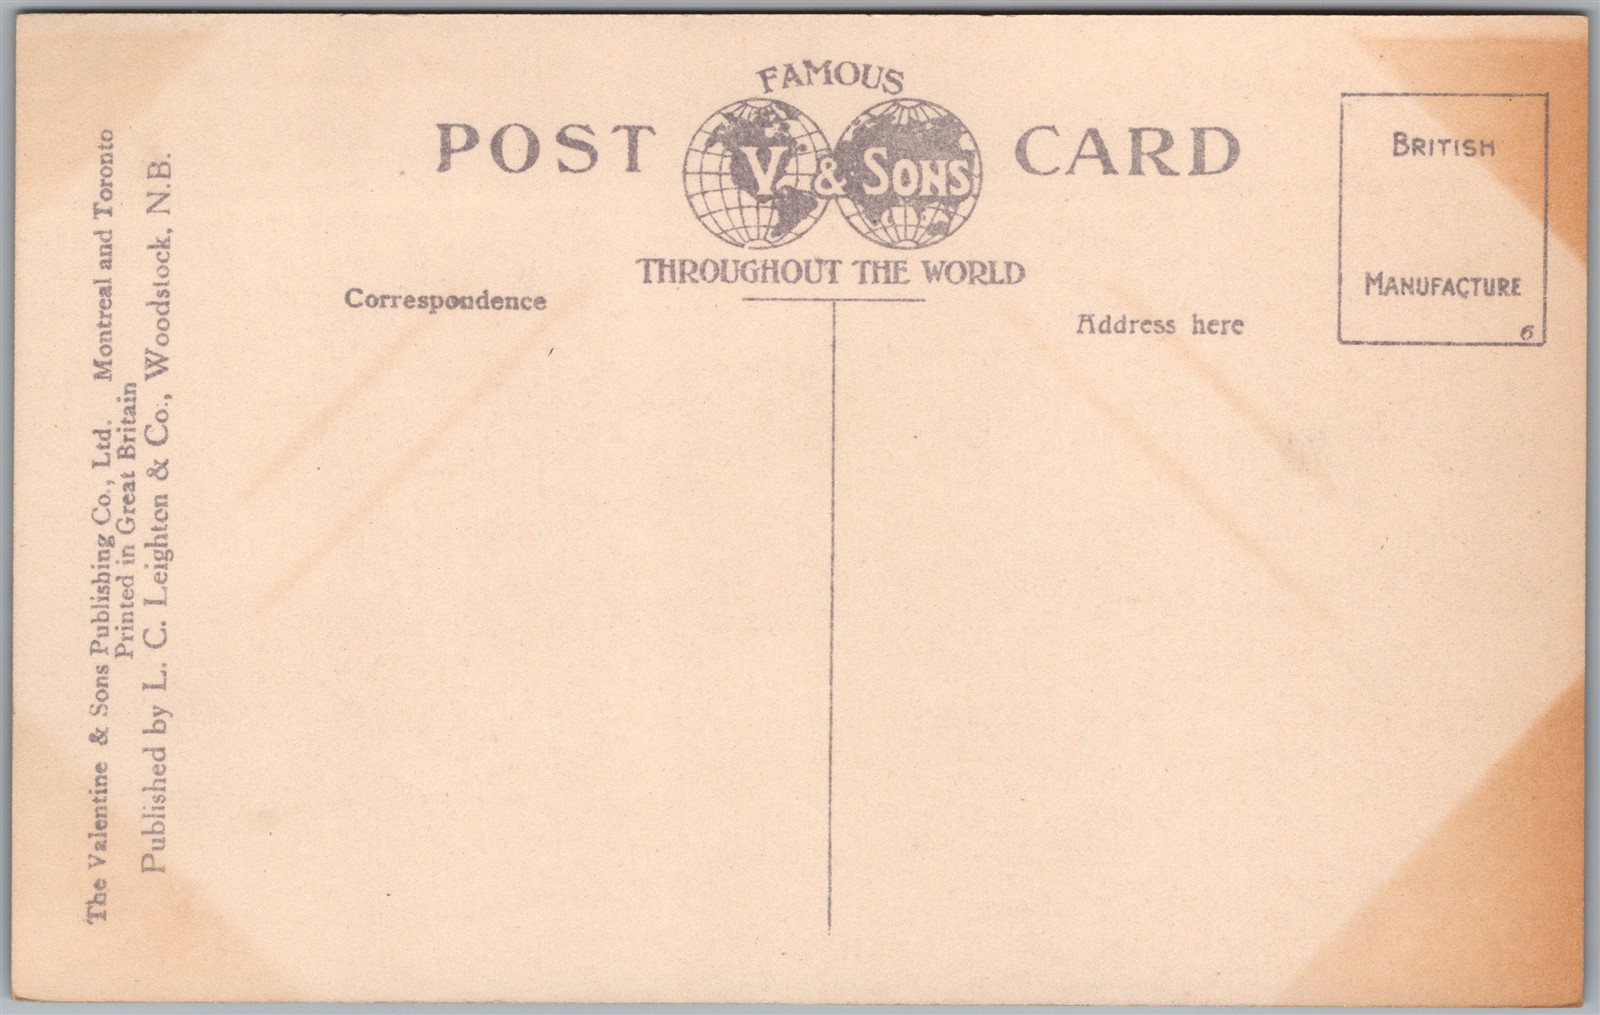 FAMOUS
POST V. & SONS CARD
THROUGHOUT THE WORLD
Correspondence
Address here
BRITISH
MANUFACTURE
6
The Valentine & Sons Publishing Co., Ltd. Montreal and Toronto
Printed in Great Britain
Published by L. C. Leighton & Co., Woodstock, N.B.